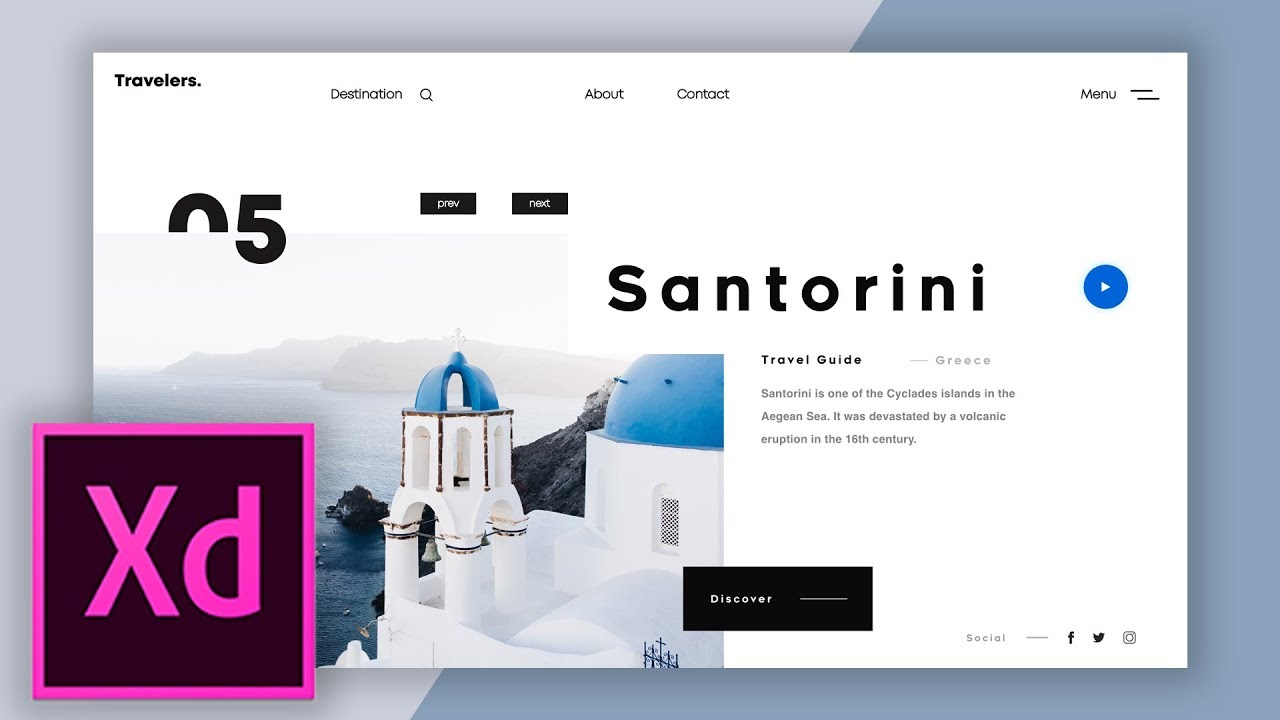 Travelers.
Destination
About
Contact
Menu
05
prev
next
Santorini
Travel Guide
Greece
Santorini is one of the Cyclades islands in the
Aegean Sea. It was devastated by a volcanic
eruption in the 16th century.
Discover
Social
Xd